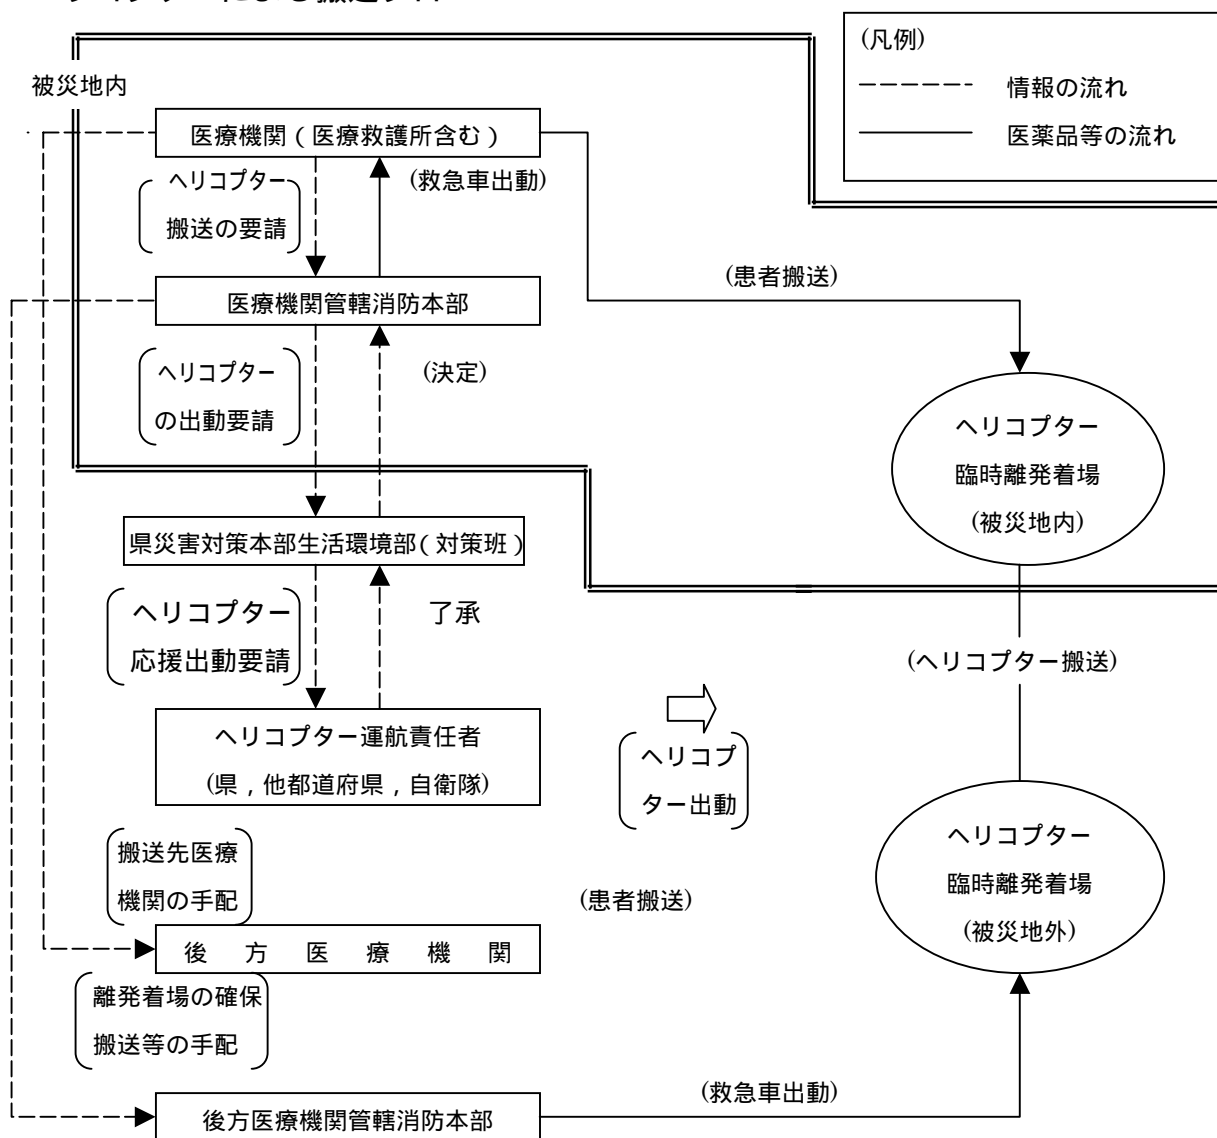 (凡例)
情報の流れ
医薬品等の流れ
被災地内
医療機関(医療救護所含む)
ヘリコプター
搬送の要請
(救急車出動)
(患者搬送)
医療機関管轄消防本部
ヘリコプター
の出動要請
(決定)
ヘリコプター
臨時離発着場
(被災地内)
県災害対策本部生活環境部(対策班)
ヘリコプター
応援出動要請
了承
(ヘリコプター搬送)
ヘリコプター運航責任者
(県,他都道府県,自衛隊)
ヘリコプ
ター出動
ヘリコプター
臨時離発着場
(被災地外)
搬送先医療
機関の手配
(患者搬送)
後方医療機関
離発着場の確保
搬送等の手配
(救急車出動)
後方医療機関管轄消防本部